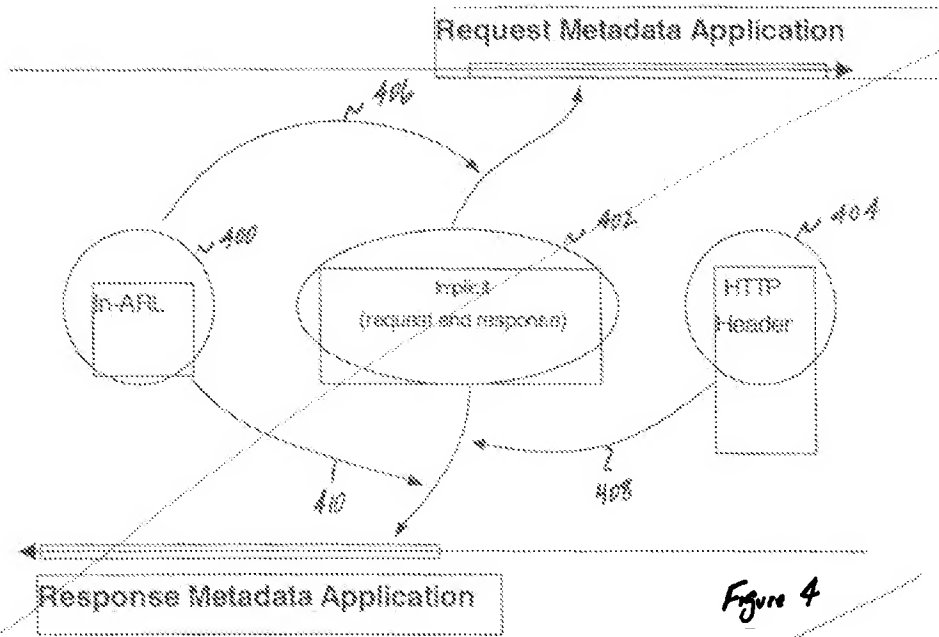 Request Metadata Application
406
400
402
404
In-ARL
Implicit
(request and response)
HTTP
Header
410
408
Response Metadata Application
Figure 4